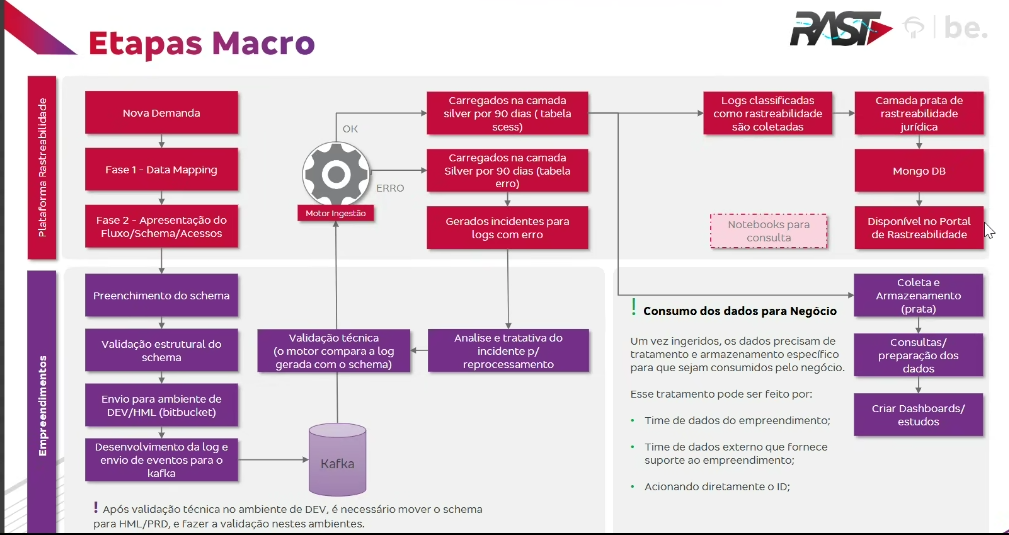 Etapas Macro
RAST
be.
Plataforma Rastreabilidade
Nova Demanda
Fase 1 - Data Mapping
Fase 2 - Apresentação do
Fluxo/Schema/Acessos
OK
ERRO
Motor Ingestão
Carregados na camada
silver por 90 dias ( tabela
scess)
Carregados na camada
Silver por 90 dias (tabela
erro)
Gerados incidentes para
logs com erro
Logs classificadas
como rastreabilidade
são coletadas
Notebooks para
consulta
Camada prata de
rastreabilidade
jurídica
Mongo DB
Disponível no Portal
de Rastreabilidade
Empreendimentos
Preenchimento do schema
Validação estrutural do
schema
Envio para ambiente de
DEV/HML (bitbucket)
Desenvolvimento da log e
envio de eventos para o
kafka
Validação técnica
(o motor compara a log
gerada com o schema)
Analise e tratativa do
incidente p/
reprocessamento
Kafka
! Após validação técnica no ambiente de DEV, é necessário mover o schema
para HML/PRD, e fazer a validação nestes ambientes.
! Consumo dos dados para Negócio
Um vez ingeridos, os dados precisam de
tratamento e armazenamento específico
para que sejam consumidos pelo negócio.
Esse tratamento pode ser feito por:
• Time de dados do empreendimento;
• Time de dados externo que fornece
suporte ao empreendimento;
• Acionando diretamente o ID;
Coleta e
Armazenamento
(prata)
Consultas/
preparação dos
dados
Criar Dashboards/
estudos